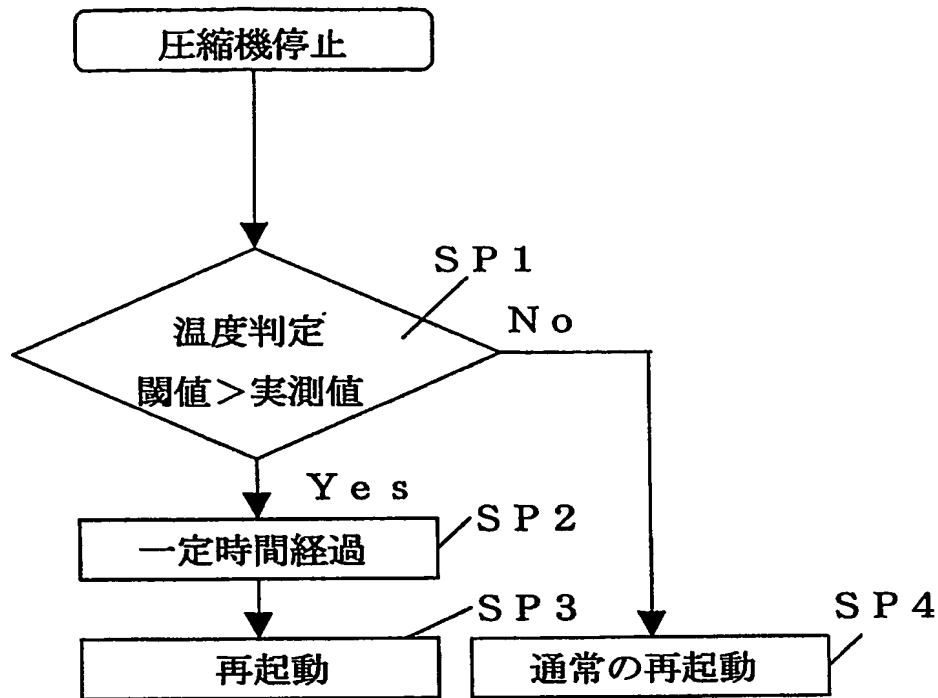 圧縮機停止
SP1
No
温度判定
閾値>実測値
Yes
SP2
一定時間経過
SP3
再起動
SP4
通常の再起動